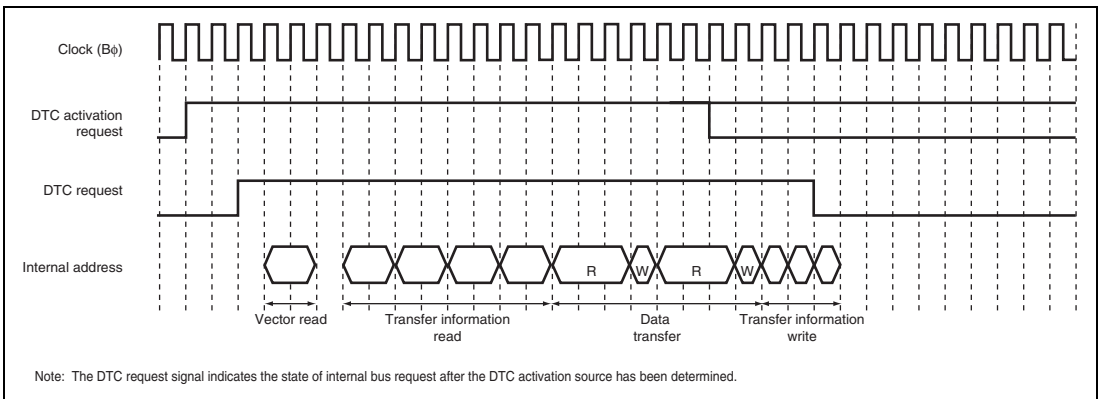 Clock (Bφ)
DTC activation
request
DTC request
Internal address
R
W
R
W
Vector read
Transfer information
read
Data
transfer
Transfer information
write
Note: The DTC request signal indicates the state of internal bus request after the DTC activation source has been determined.